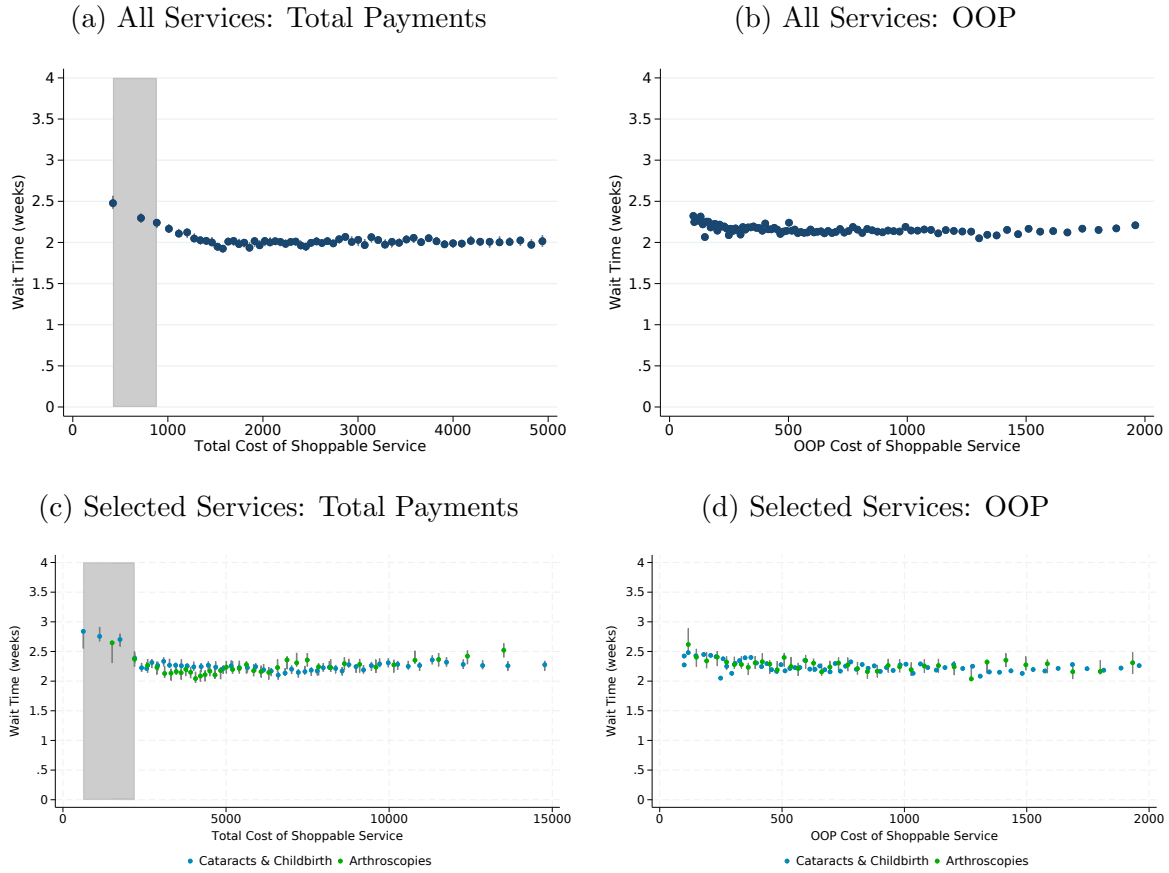 (a) All Services: Total Payments
(b) All Services: OOP
4
3.5
3
2.5
2
1.5
1
.5
0
Wait Time (weeks)
0 1000 2000 3000 4000 5000
Total Cost of Shoppable Service
4
3.5
3
2.5
2
1.5
1
.5
0
Wait Time (weeks)
0 500 1000 1500 2000
OOP Cost of Shoppable Service
(c) Selected Services: Total Payments
(d) Selected Services: OOP
4
3.5
3
2.5
2
1.5
1
.5
0
Wait Time (weeks)
0 5000 10000 15000
Total Cost of Shoppable Service
Cataracts & Childbirth Arthroscopies
4
3.5
3
2.5
2
1.5
1
.5
0
Wait Time (weeks)
0 500 1000 1500 2000
OOP Cost of Shoppable Service
Cataracts & Childbirth Arthroscopies